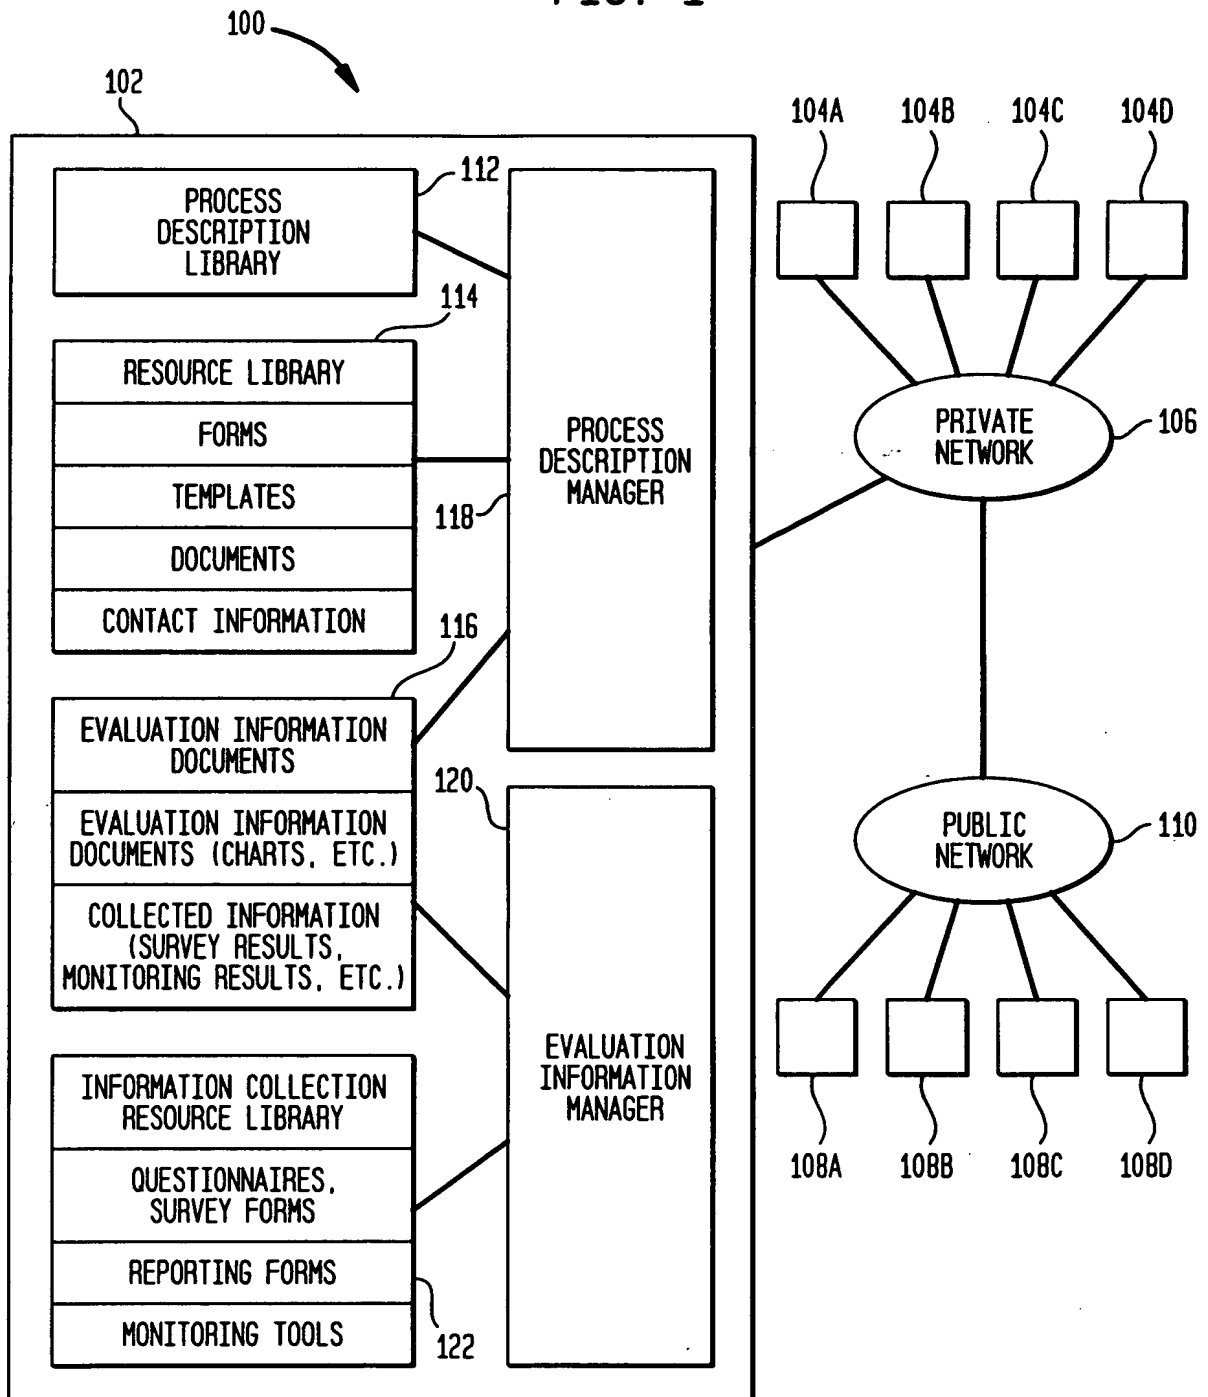 FIG. 1
100
102
104A 104B 104C 104D
112
PROCESS
DESCRIPTION
LIBRARY
114
RESOURCE LIBRARY
FORMS
TEMPLATES
DOCUMENTS
CONTACT INFORMATION
116
EVALUATION INFORMATION
DOCUMENTS
EVALUATION INFORMATION
DOCUMENTS (CHARTS, ETC.)
COLLECTED INFORMATION
(SURVEY RESULTS,
MONITORING RESULTS, ETC.)
INFORMATION COLLECTION
RESOURCE LIBRARY
QUESTIONNAIRES,
SURVEY FORMS
REPORTING FORMS
MONITORING TOOLS
122
PROCESS
DESCRIPTION
MANAGER
118
120
EVALUATION
INFORMATION
MANAGER
PRIVATE
NETWORK
106
PUBLIC
NETWORK
110
108A 108B 108C 108D